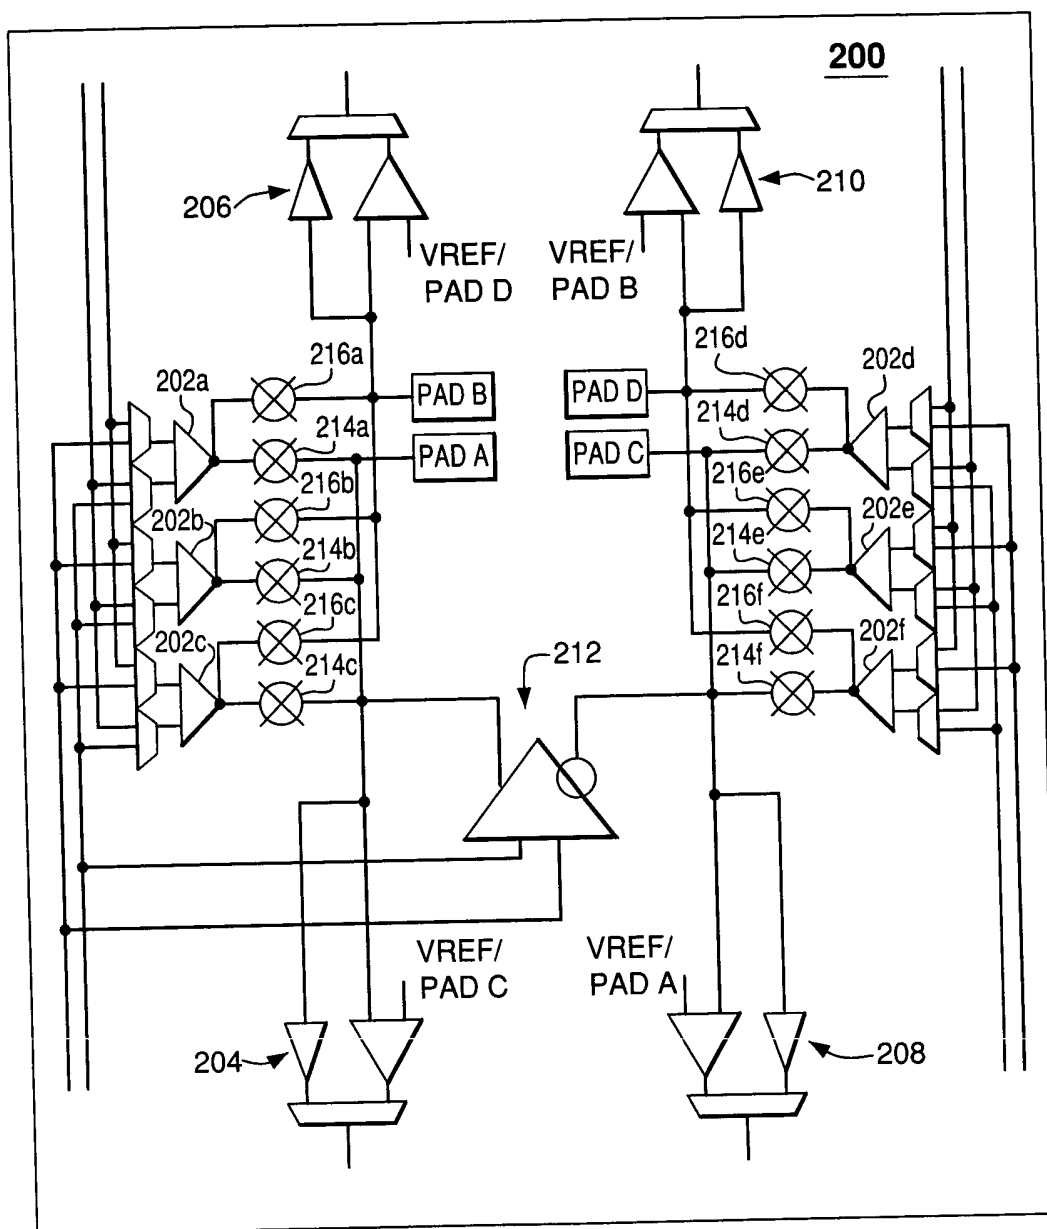 200
206
210
VREF/
PAD D
VREF/
PAD B
216a
216d
202a
202d
PAD B
PAD D
214a
214d
PAD A
PAD C
216b
216e
202b
202e
214b
214e
216c
216f
202c
202f
214c
214f
212
VREF/
PAD C
VREF/
PAD A
204
208